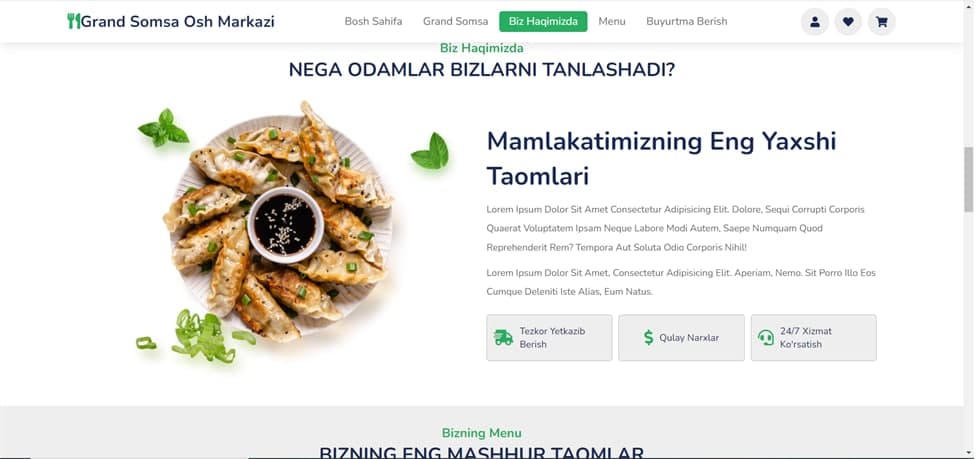 Grand Somsa Osh Markazi
Bosh Sahifa
Grand Somsa
Biz Haqimizda
Menu
Buyurtma Berish
Biz Haqimizda
NEGA ODAMLAR BIZLARNI TANLASHADI?
Mamlakatimizning Eng Yaxshi
Taomlari
Lorem Ipsum Dolor Sit Amet Consectetur Adipisicing Elit. Dolore, Sequi Corrupti Corporis
Quaerat Voluptatem Ipsam Neque Labore Modi Autem, Saepe Numquam Quod
Reprehenderit Rem? Tempora Aut Soluta Odio Corporis Nihil!
Lorem Ipsum Dolor Sit Amet, Consectetur Adipisicing Elit. Aperiam, Nemo. Sit Porro Illo Eos
Cumque Deleniti Iste Alias, Eum Natus.
Tezkor Yetkazib
Berish
Qulay Narxlar
24/7 Xizmat
Ko'rsatish
Bizning Menu
BIZNING ENG MASHHUR TAOMLAR